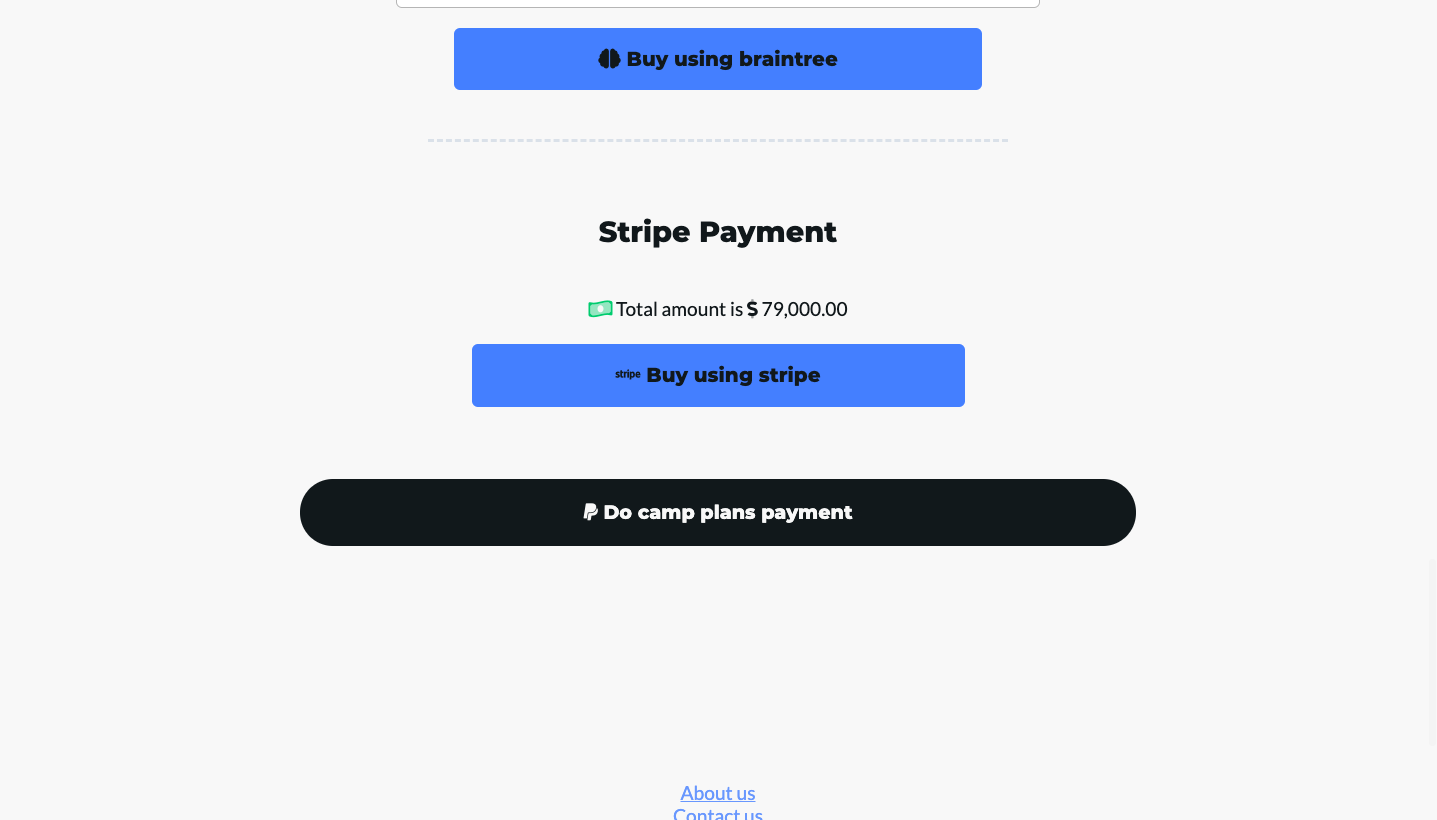 Buy using braintree
Stripe Payment
Total amount is $ 79,000.00
stripe Buy using stripe
Do camp plans payment
About us
Contact us